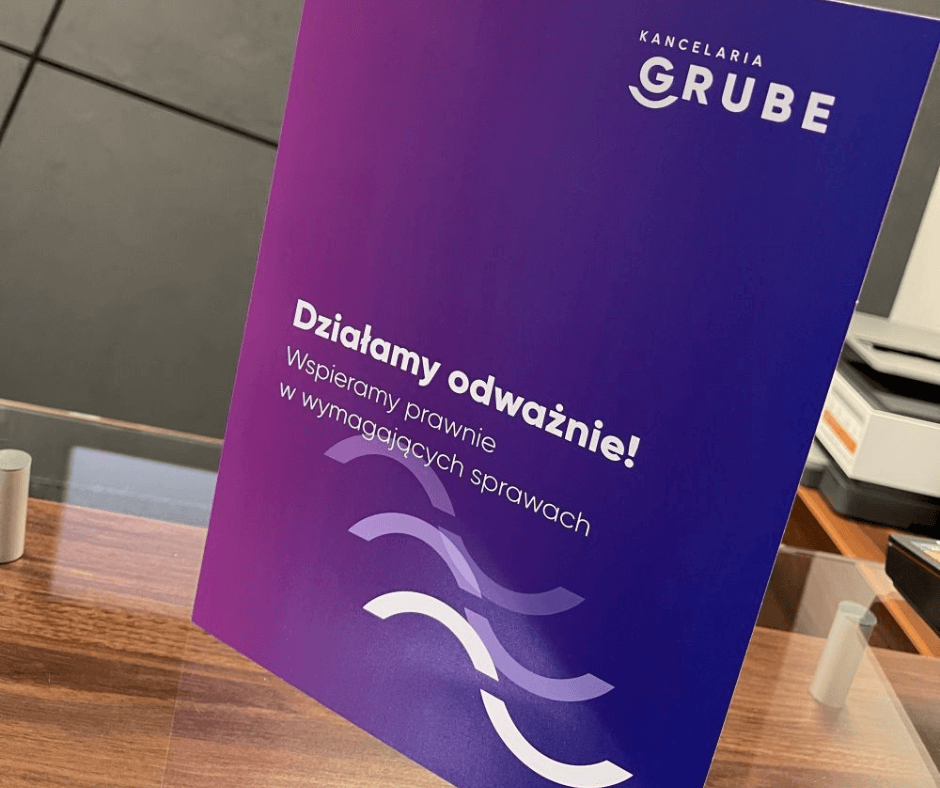 KANCELARIA
GRUBE
Działamy odważnie!
Wspieramy prawnie
w wymagających sprawach